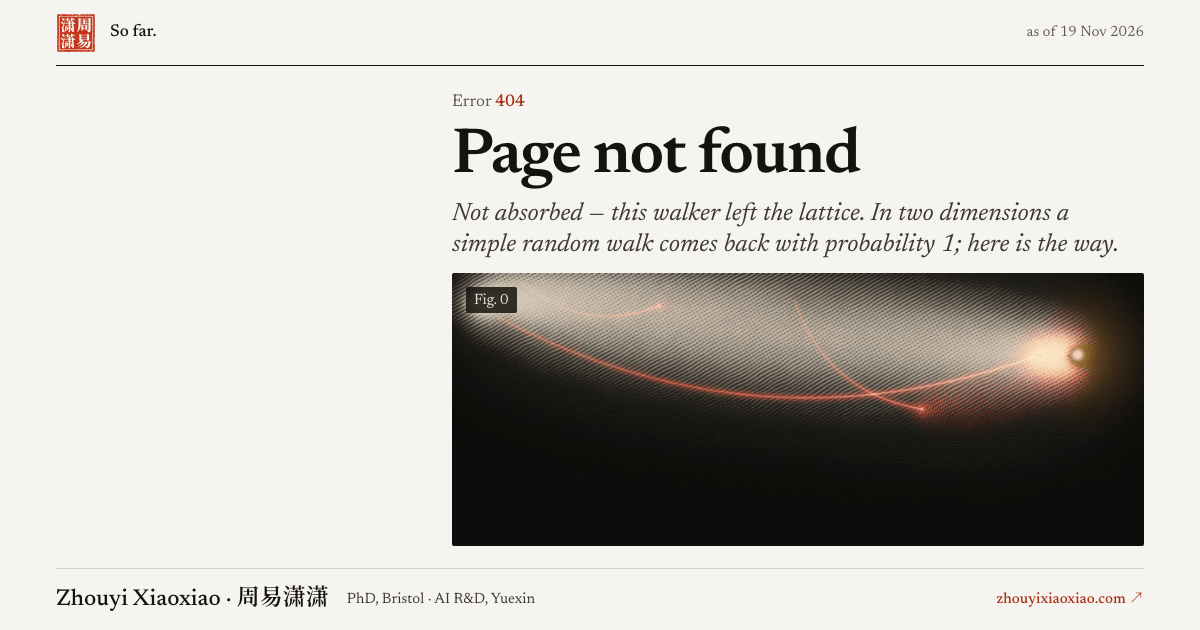 周易潇潇
So far.
as of 19 Nov 2026
Error 404
Page not found
Not absorbed — this walker left the lattice. In two dimensions a
simple random walk comes back with probability 1; here is the way.
Fig. 0
Zhouyi Xiaoxiao · 周易潇潇
PhD, Bristol · AI R&D, Yuexin
zhouyixiaoxiao.com ↗